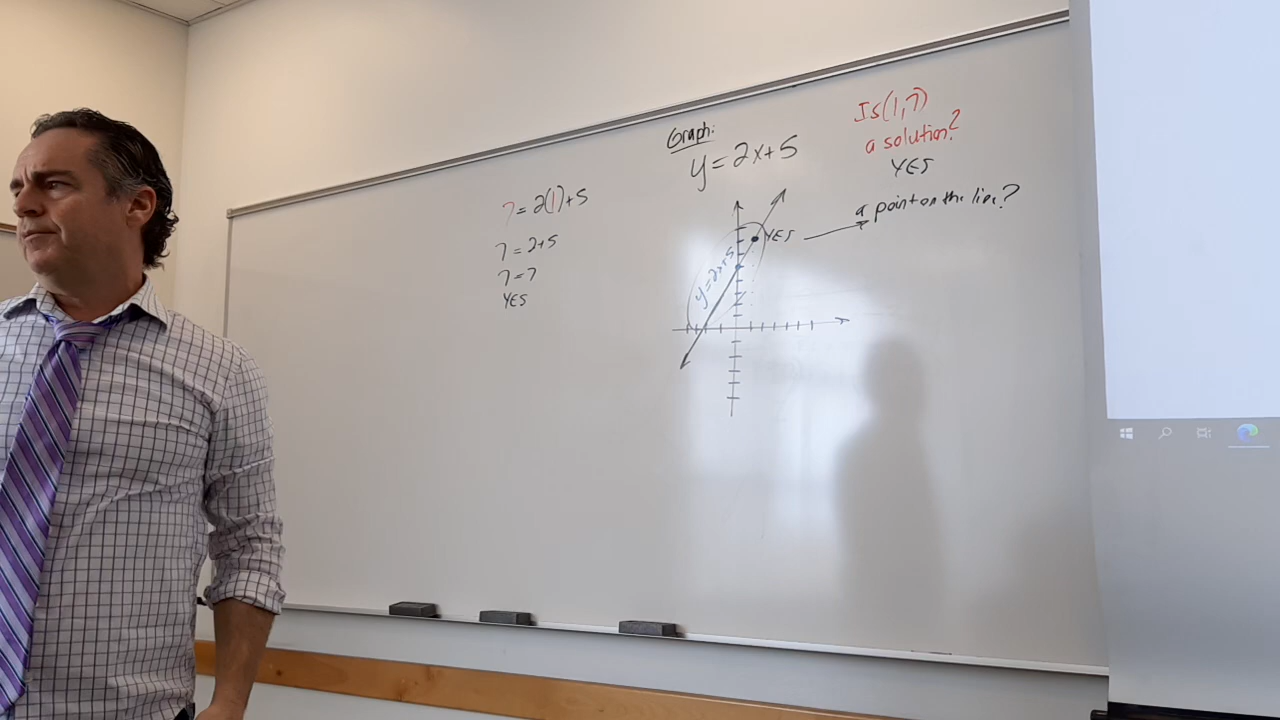 7 = 2(1)+5
7 = 2+5
7 = 7
YES
Graph:
y = 2x+5
YES
y=2x+5
Is (1,7)
a solution?
YES
a point on the line?